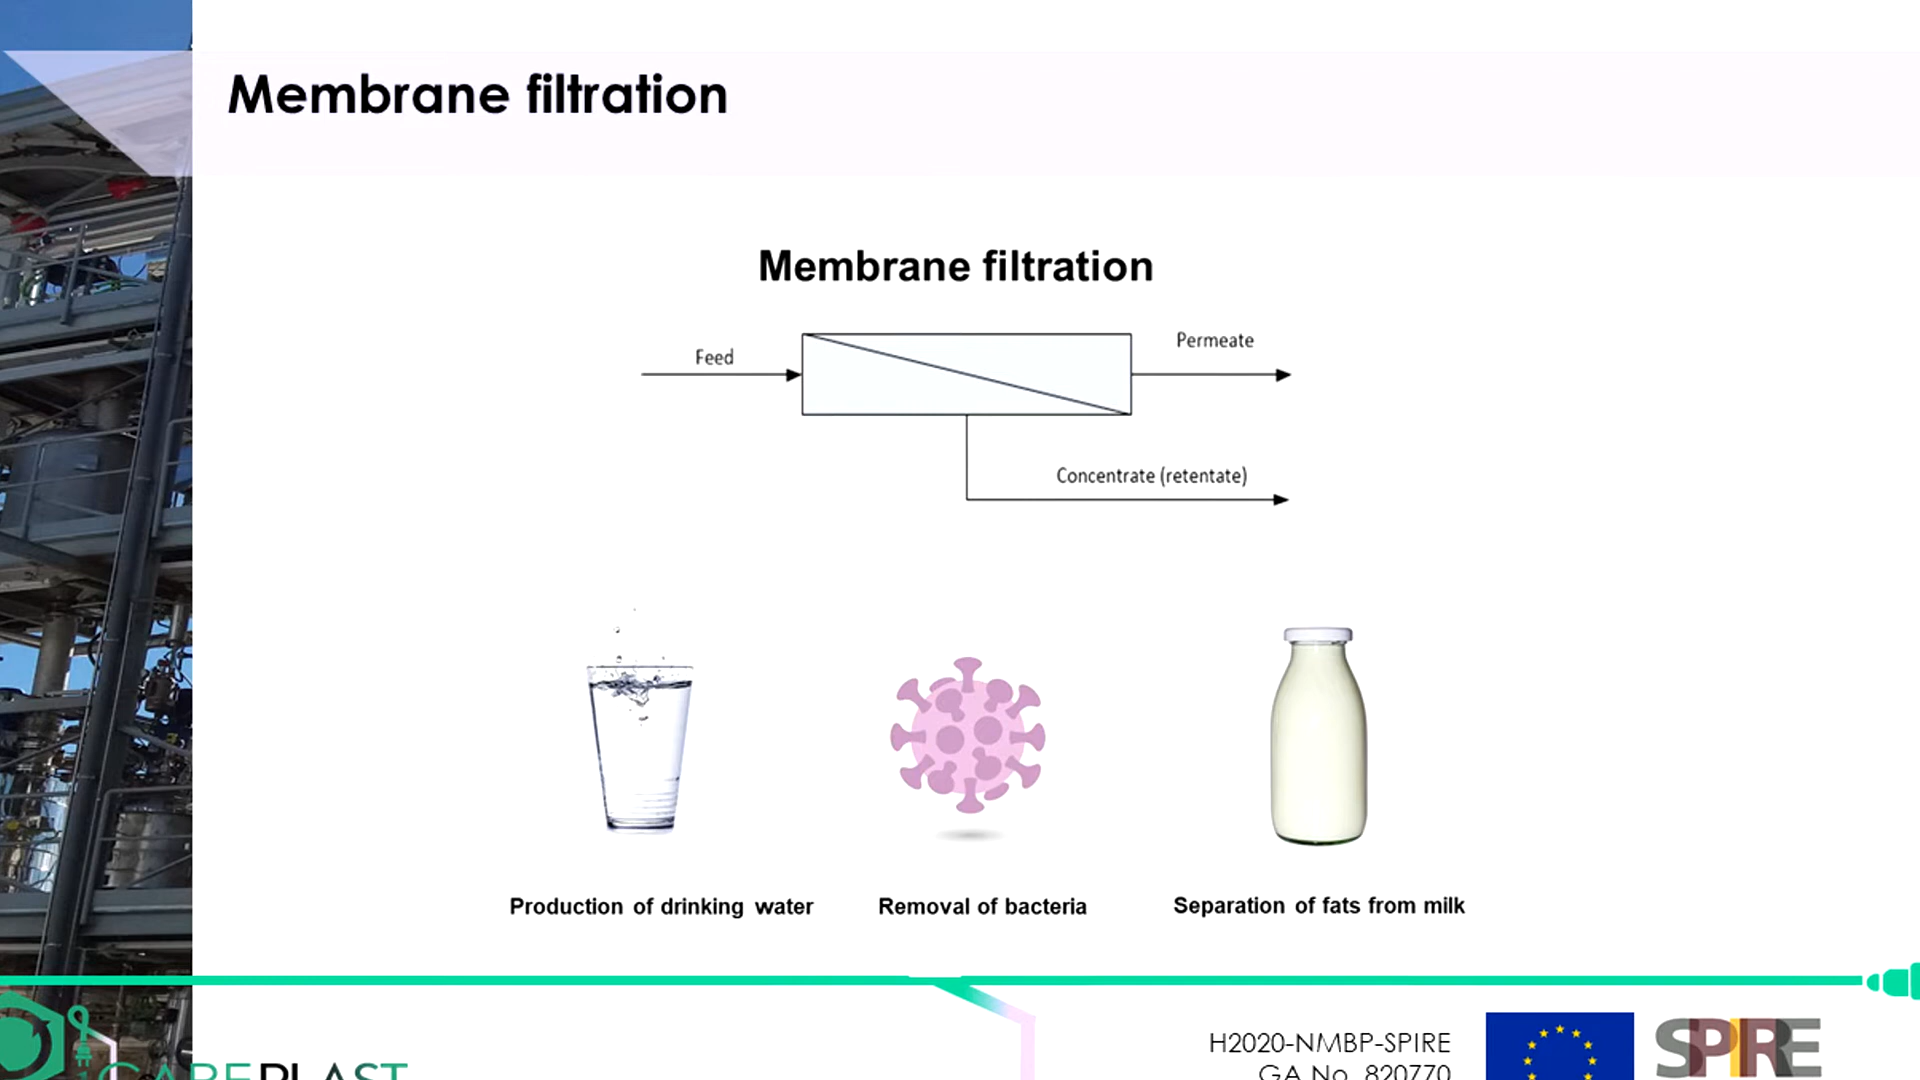 Membrane filtration
Membrane filtration
Feed
Permeate
Concentrate (retentate)
Production of drinking water
Removal of bacteria
Separation of fats from milk
H2020-NMBP-SPIRE
GA No. 820770
iCAREPLAST
SPIRE